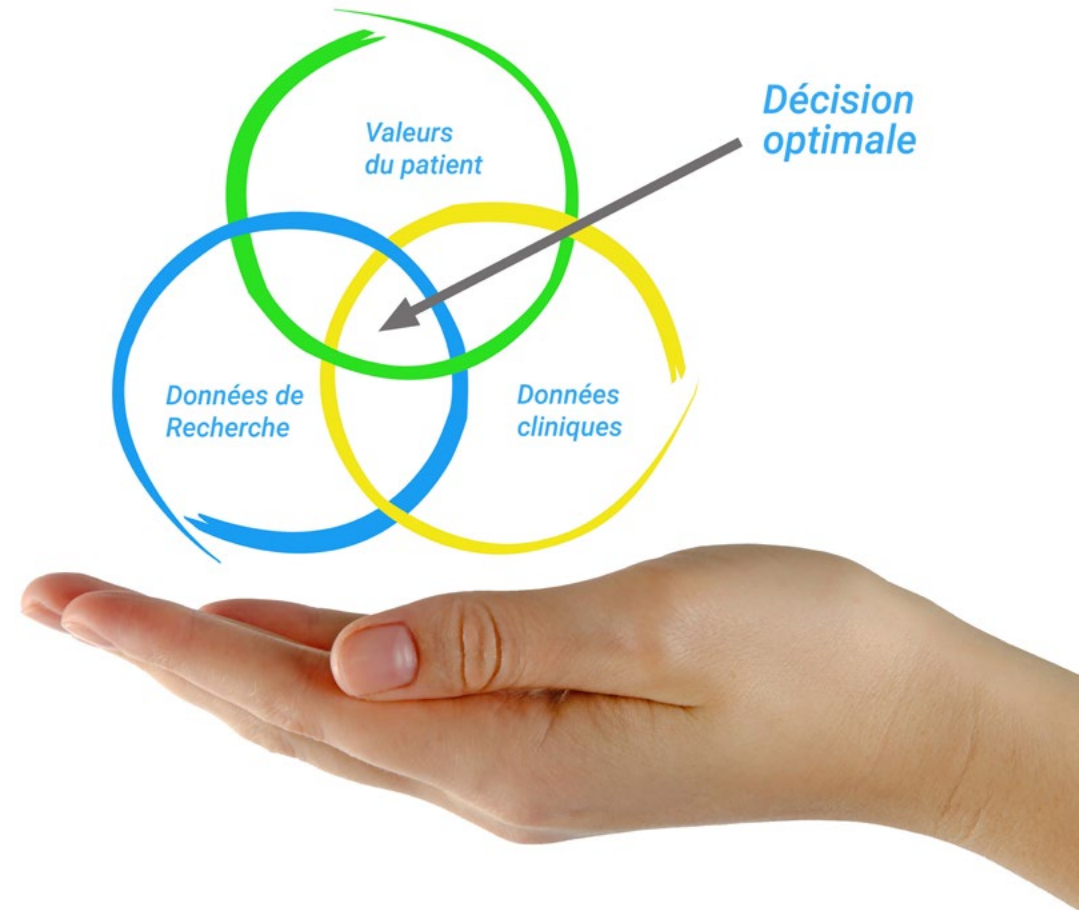 Valeurs
du patient
Décision
optimale
Données de
Recherche
Données
cliniques